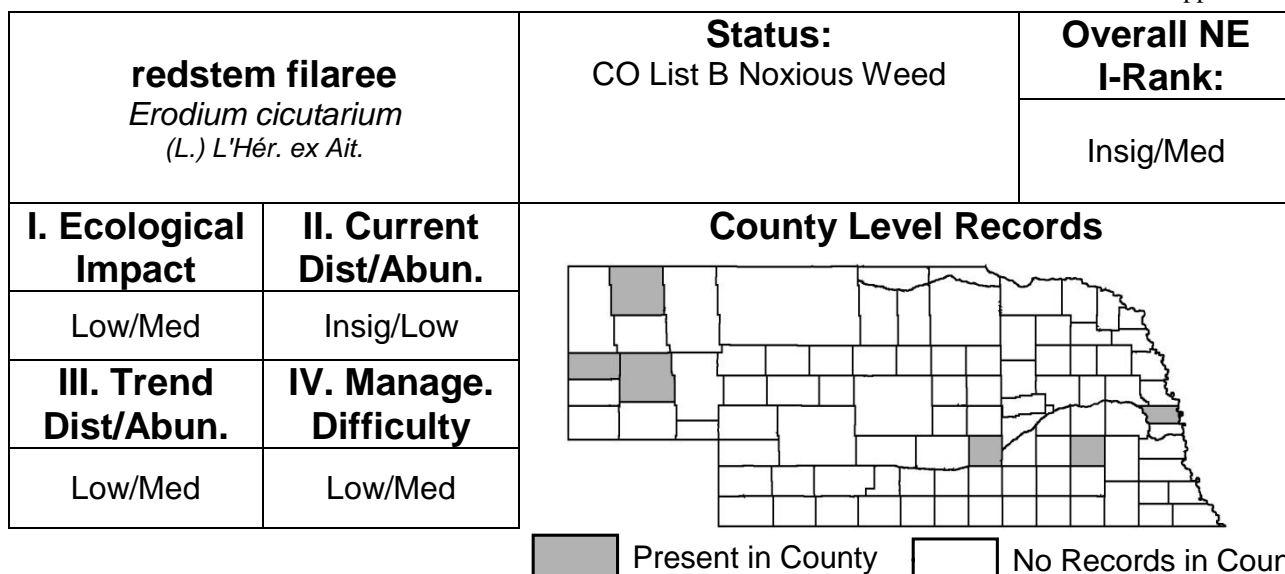 redstem filaree
Erodium cicutarium
(L.) L'Hér. ex Ait.
Status:
CO List B Noxious Weed
Overall NE
I-Rank:
Insig/Med
I. Ecological
Impact
II. Current
Dist/Abun.
Low/Med
Insig/Low
III. Trend
Dist/Abun.
IV. Manage.
Difficulty
Low/Med
Low/Med
County Level Records
Present in County
No Records in Coun